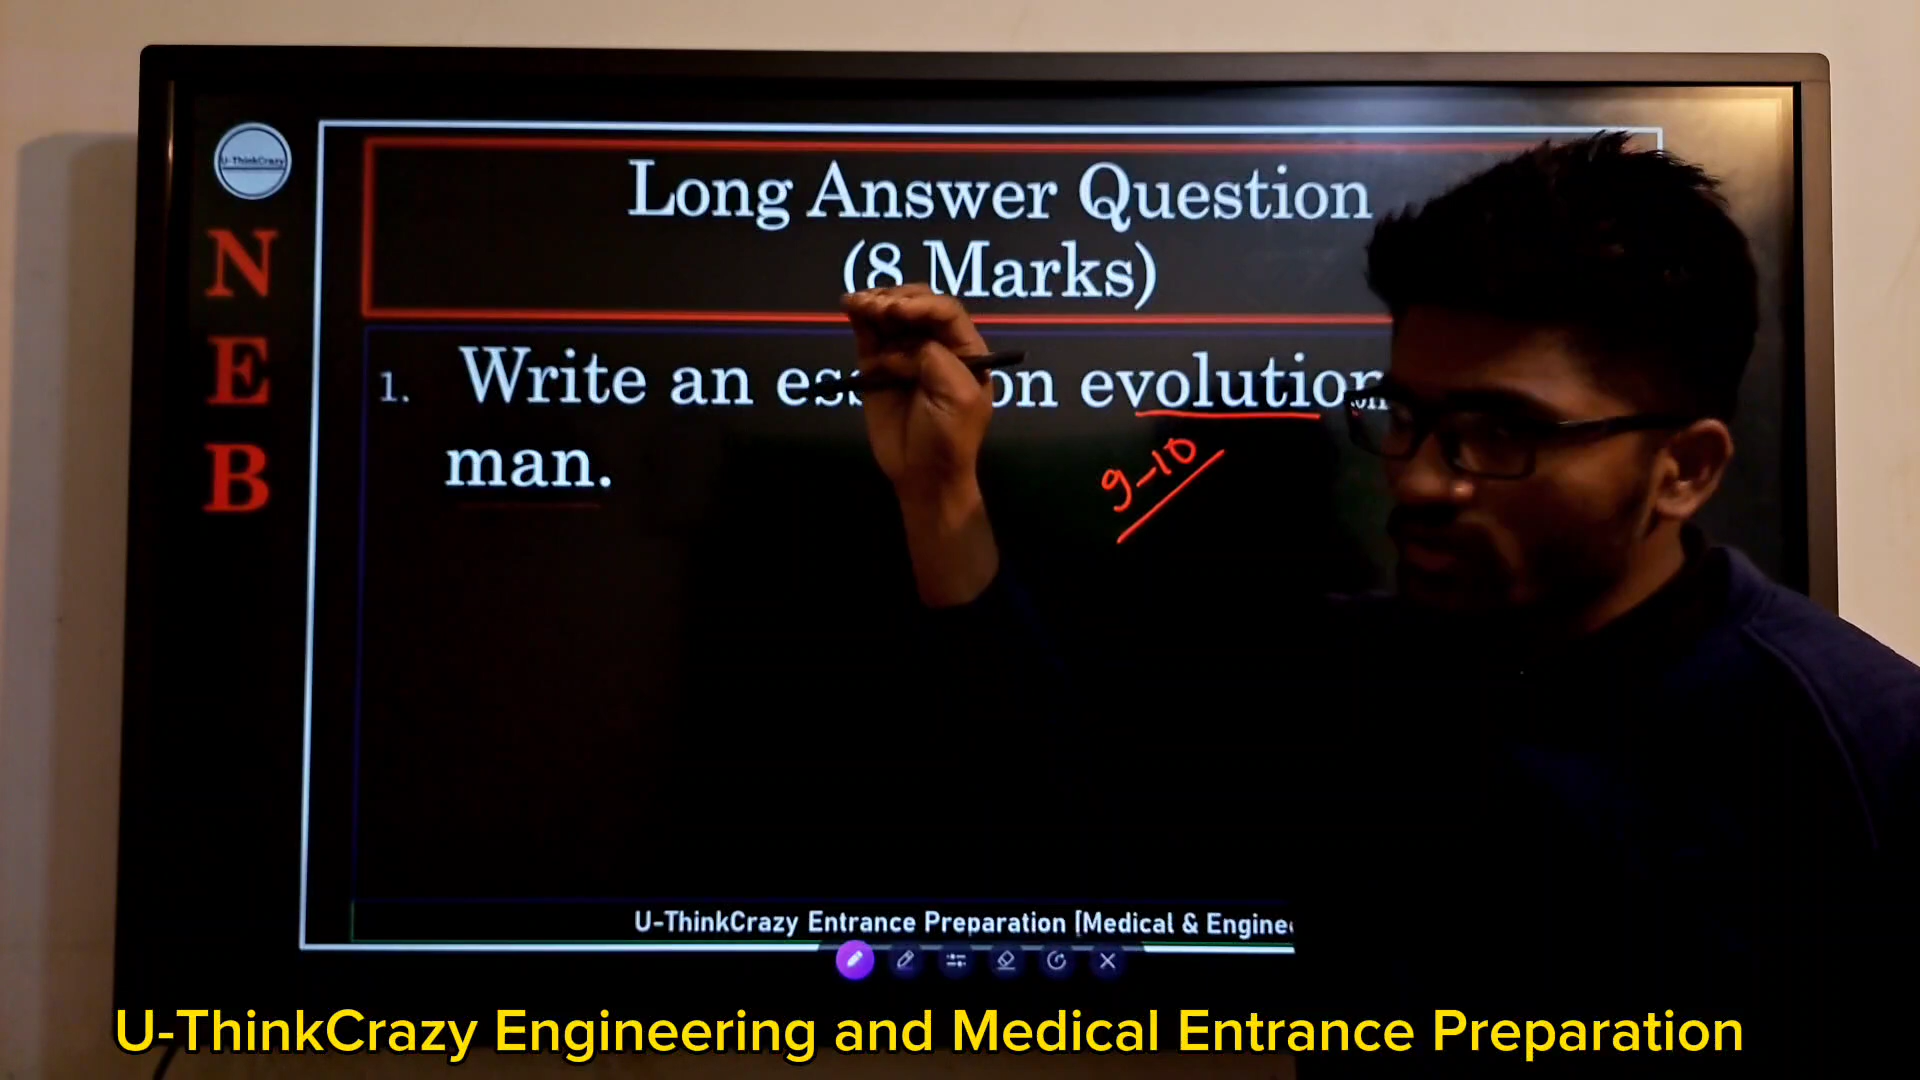 U-ThinkCrazy
N
E
B
Long Answer Question
(8 Marks)
1. Write an on evolution
man.
9-10
U-ThinkCrazy Entrance Preparation [Medical &
U-ThinkCrazy Engineering and Medical Entrance Preparation